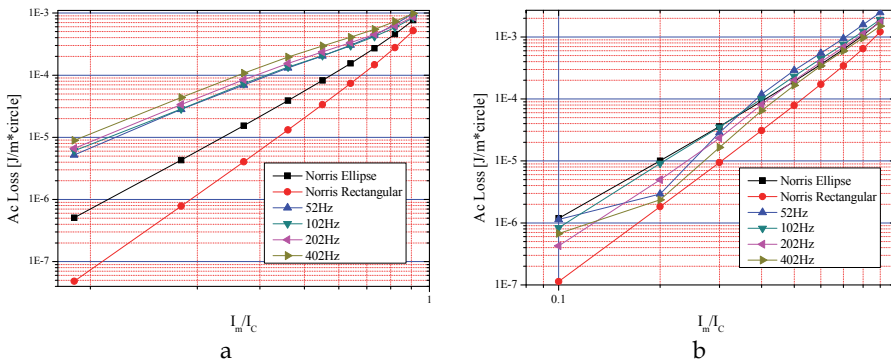 1E-3
1E-4
1E-5
1E-6
1E-7
Ac Loss [J/m*circle]
Norris Ellipse
Norris Rectangular
52Hz
102Hz
202Hz
402Hz
1
I_m/I_C
a
1E-3
1E-4
1E-5
1E-6
1E-7
Ac Loss [J/m*circle]
Norris Ellipse
Norris Rectangular
52Hz
102Hz
202Hz
402Hz
0.1
I_m/I_C
b